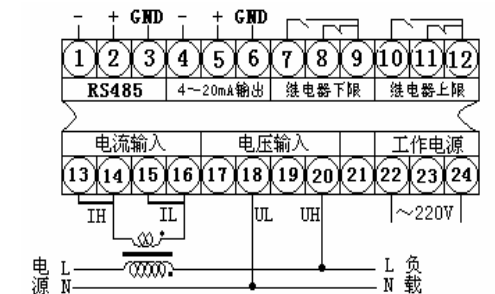 - + GND - + GND
1 2 3 4 5 6 7 8 9 10 11 12
RS485 4～20mA输出 继电器下限 继电器上限
电流输入 电压输入 工作电源
13 14 15 16 17 18 19 20 21 22 23 24
IH IL UL UH ～220V
电 L L 负
源 N N 载